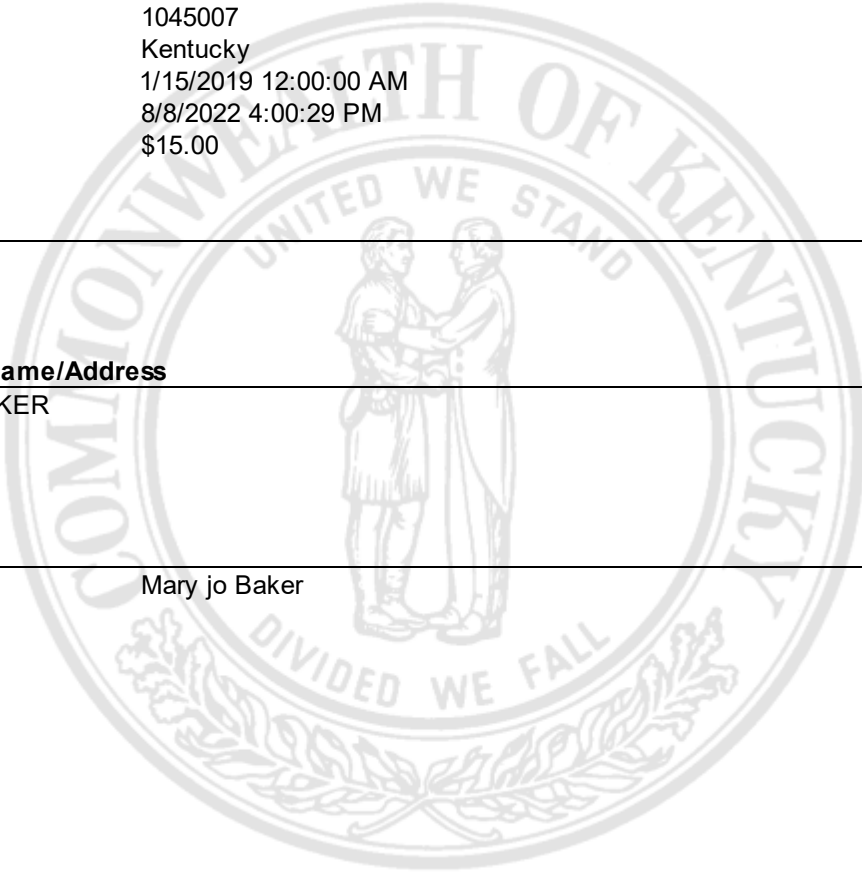 1045007
Kentucky
1/15/2019 12:00:00 AM
8/8/2022 4:00:29 PM
$15.00
COMMONWEALTH OF KENTUCKY
UNITED WE STAND
ame/Address
KER
Mary jo Baker
DIVIDED WE FALL